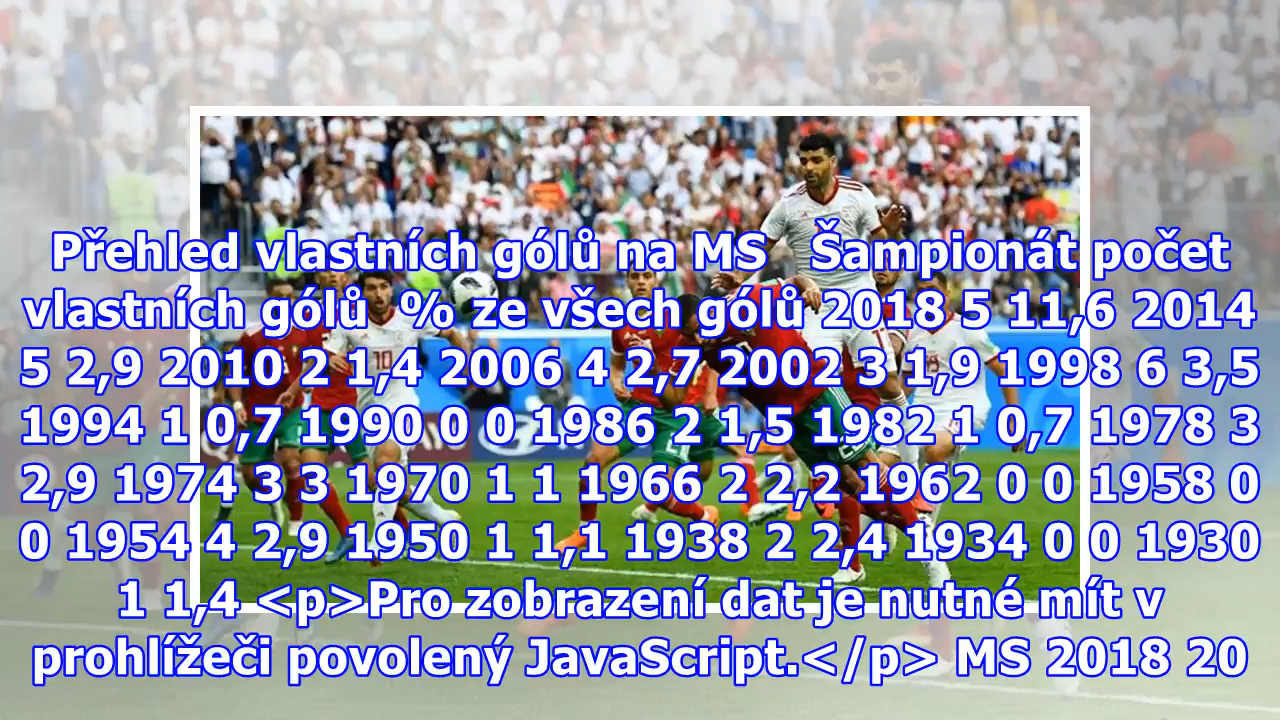 Přehled vlastních gólů na MS Šampionát počet
vlastních gólů % ze všech gólů 2018 5 11,6 2014
5 2,9 2010 2 1,4 2006 4 2,7 2002 3 1,9 1998 6 3,5
1994 1 0,7 1990 0 0 1986 2 1,5 1982 1 0,7 1978 3
2,9 1974 3 3 1970 1 1 1966 2 2,2 1962 0 0 1958 0
0 1954 4 2,9 1950 1 1,1 1938 2 2,4 1934 0 0 1930
1 1,4 <p>Pro zobrazení dat je nutné mít v
prohlížeči povolený JavaScript.</p> MS 2018 20
10